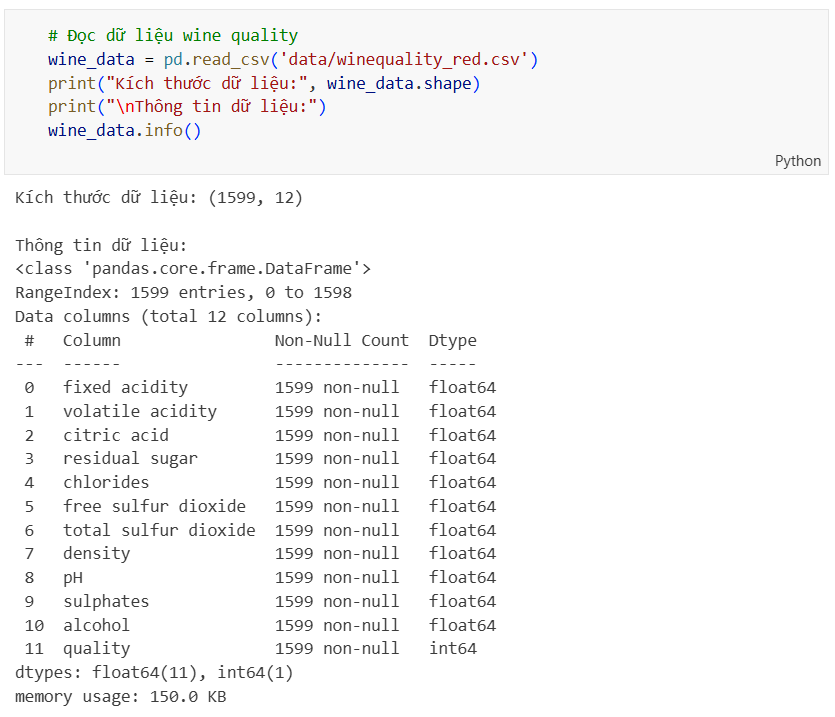 # Đọc dữ liệu wine quality
wine_data = pd.read_csv('data/winequality_red.csv')
print("Kích thước dữ liệu:", wine_data.shape)
print("\nThông tin dữ liệu:")
wine_data.info()
Python
Kích thước dữ liệu: (1599, 12)
Thông tin dữ liệu:
<class 'pandas.core.frame.DataFrame'>
RangeIndex: 1599 entries, 0 to 1598
Data columns (total 12 columns):
 #   Column                Non-Null Count  Dtype
---  ------                --------------  -----
 0   fixed acidity         1599 non-null   float64
 1   volatile acidity      1599 non-null   float64
 2   citric acid           1599 non-null   float64
 3   residual sugar        1599 non-null   float64
 4   chlorides             1599 non-null   float64
 5   free sulfur dioxide   1599 non-null   float64
 6   total sulfur dioxide  1599 non-null   float64
 7   density               1599 non-null   float64
 8   pH                    1599 non-null   float64
 9   sulphates             1599 non-null   float64
 10  alcohol               1599 non-null   float64
 11  quality               1599 non-null   int64
dtypes: float64(11), int64(1)
memory usage: 150.0 KB